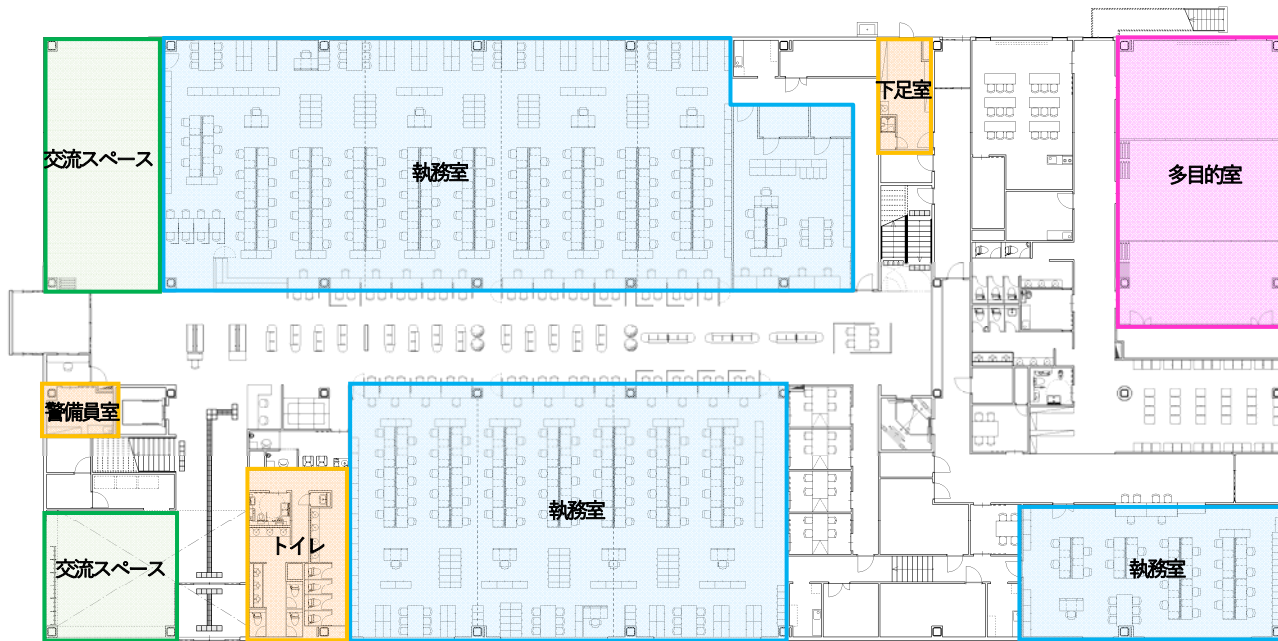 下足室
交流スペース
執務室
多目的室
警備員室
執務室
トイレ
交流スペース
執務室